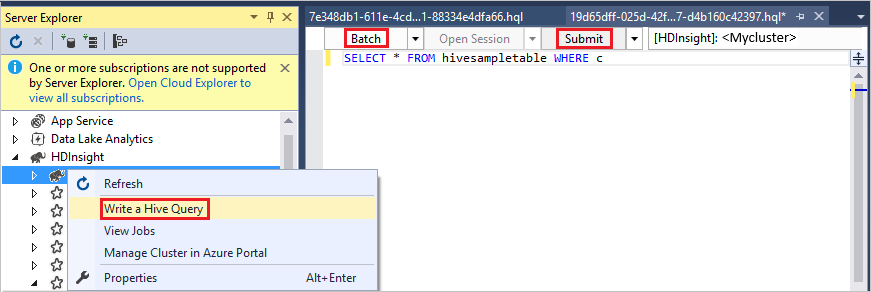 Server Explorer
One or more subscriptions are not supported
by Server Explorer. Open Cloud Explorer to
view all subscriptions.
App Service
Data Lake Analytics
HDInsight
Refresh
Write a Hive Query
View Jobs
Manage Cluster in Azure Portal
Properties Alt+Enter
7e348db1-611e-4cd...1-88334e4dfa66.hql 19d65dff-025d-42f...7-d4b160c42397.hql*
Batch Open Session Submit [HDInsight]: <Mycluster>
SELECT * FROM hivesampletable WHERE c